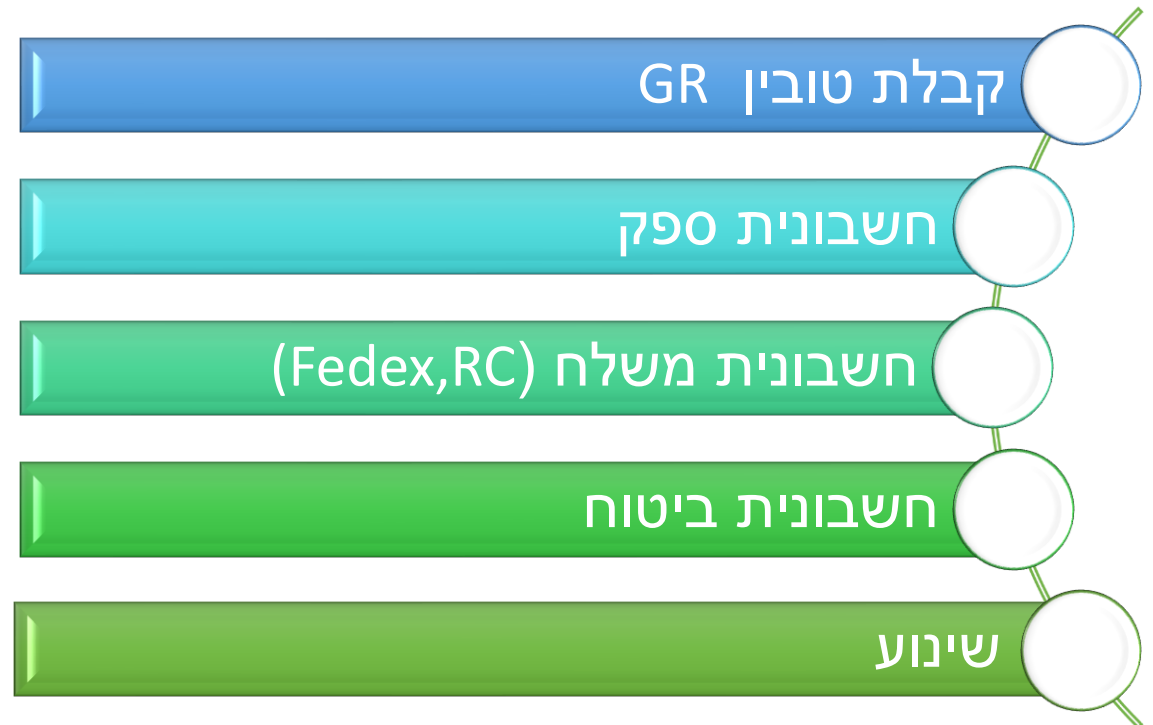 קבלת טובין  GR
חשבונית ספק
חשבונית משלח (Fedex,RC)
חשבונית ביטוח
שינוע